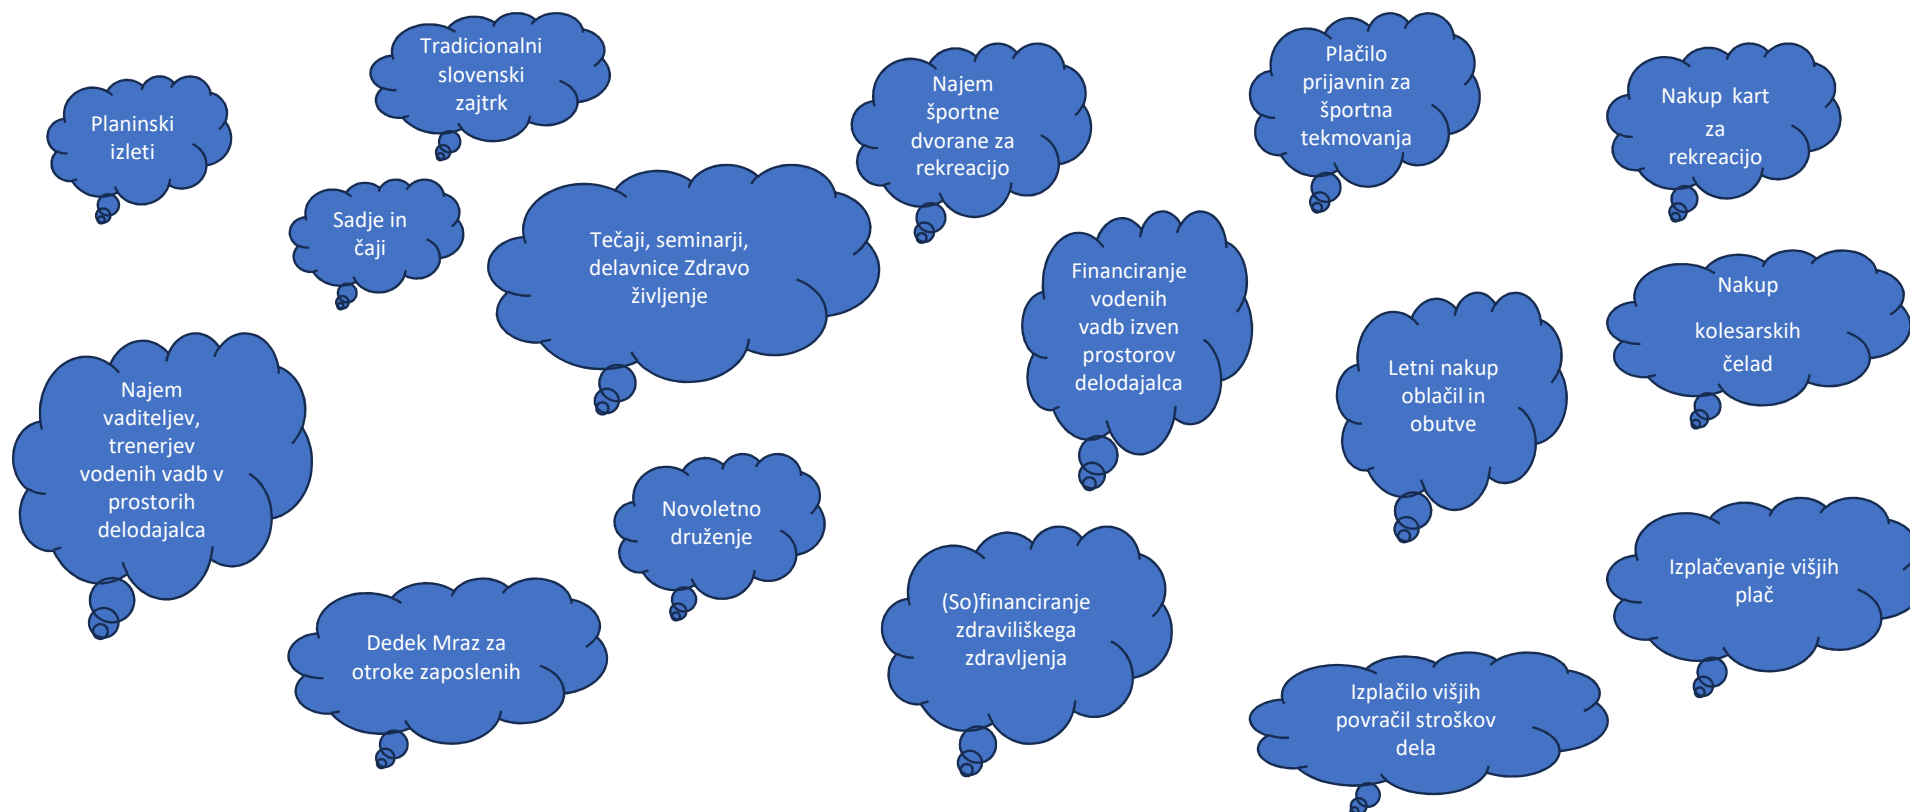 Planinski
izleti
Tradicionalni
slovenski
zajtrk
Sadje in
čaji
Tečaji, seminarji,
delavnice Zdravo
življenje
Najem
športne
dvorane za
rekreacijo
Plačilo
prijavnin za
športna
tekmovanja
Nakup kart
za
rekreacijo
Financiranje
vodenih
vadb izven
prostorov
delodajalca
Nakup
kolesarskih
čelad
Letni nakup
oblačil in
obutve
Najem
vaditeljev,
trenerjev
vodenih vadb v
prostorih
delodajalca
Novoletno
druženje
Dedek Mraz za
otroke zaposlenih
(So)financiranje
zdraviliškega
zdravljenja
Izplačevanje višjih
plač
Izplačilo višjih
povračil stroškov
dela